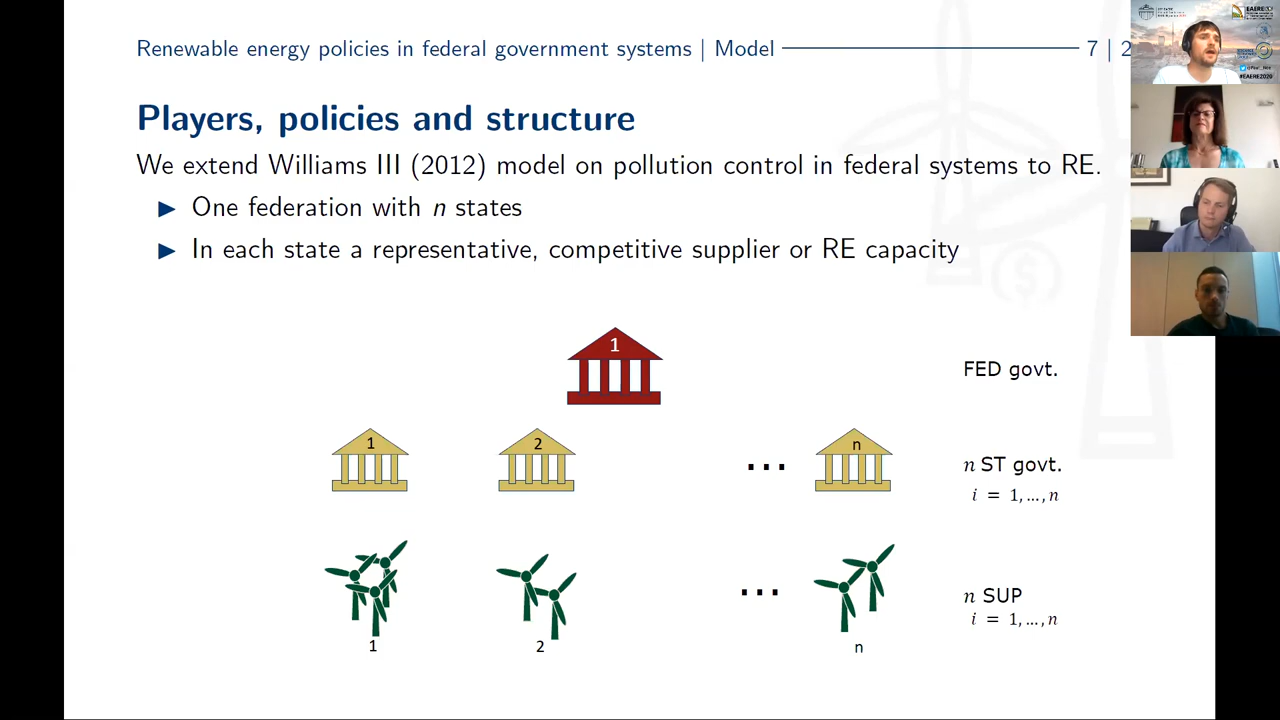 Renewable energy policies in federal government systems | Model 7 | 2
Players, policies and structure
We extend Williams III (2012) model on pollution control in federal systems to RE.
▶ One federation with n states
▶ In each state a representative, competitive supplier or RE capacity
1
FED govt.
1 2 ... n
n ST govt.
i = 1,...,n
...
n SUP
i = 1,...,n
1 2 n
EAERE
#EAERE2020